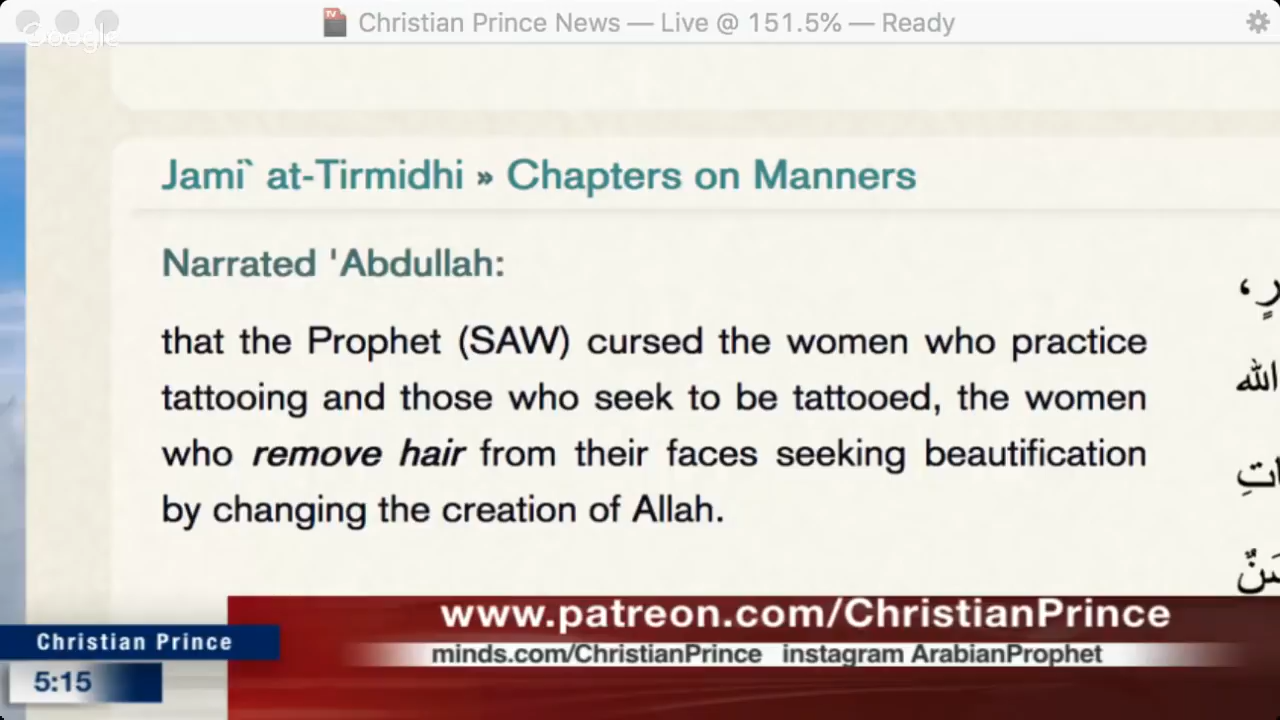 Christian Prince News — Live @ 151.5% — Ready
Google
Jami` at-Tirmidhi » Chapters on Manners
Narrated 'Abdullah:
that the Prophet (SAW) cursed the women who practice
tattooing and those who seek to be tattooed, the women
who remove hair from their faces seeking beautification
by changing the creation of Allah.
الله
www.patreon.com/ChristianPrince
Christian Prince
minds.com/ChristianPrince instagram ArabianProphet
5:15